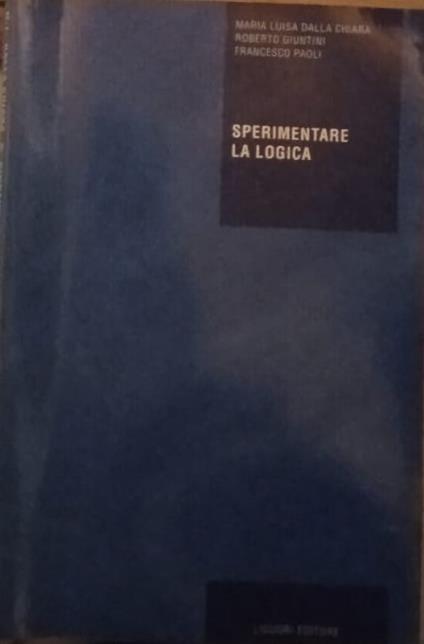 MARIA LUISA DALLA CHIARA
ROBERTO GIUNTINI
FRANCESCO PAOLI
SPERIMENTARE
LA LOGICA
LIGUORI EDITORE